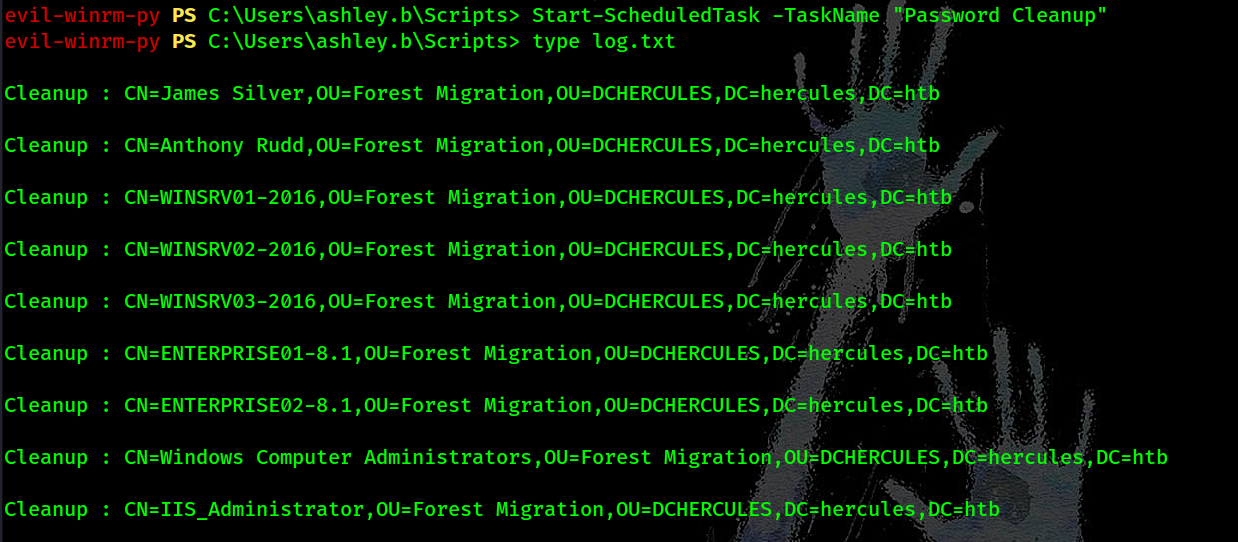 evil-winrm-py PS C:\Users\ashley.b\Scripts> Start-ScheduledTask -TaskName "Password Cleanup"
evil-winrm-py PS C:\Users\ashley.b\Scripts> type log.txt
Cleanup : CN=James Silver,OU=Forest Migration,OU=DCHERCULES,DC=hercules,DC=htb
Cleanup : CN=Anthony Rudd,OU=Forest Migration,OU=DCHERCULES,DC=hercules,DC=htb
Cleanup : CN=WINSRV01-2016,OU=Forest Migration,OU=DCHERCULES,DC=hercules,DC=htb
Cleanup : CN=WINSRV02-2016,OU=Forest Migration,OU=DCHERCULES,DC=hercules,DC=htb
Cleanup : CN=WINSRV03-2016,OU=Forest Migration,OU=DCHERCULES,DC=hercules,DC=htb
Cleanup : CN=ENTERPRISE01-8.1,OU=Forest Migration,OU=DCHERCULES,DC=hercules,DC=htb
Cleanup : CN=ENTERPRISE02-8.1,OU=Forest Migration,OU=DCHERCULES,DC=hercules,DC=htb
Cleanup : CN=Windows Computer Administrators,OU=Forest Migration,OU=DCHERCULES,DC=hercules,DC=htb
Cleanup : CN=IIS_Administrator,OU=Forest Migration,OU=DCHERCULES,DC=hercules,DC=htb